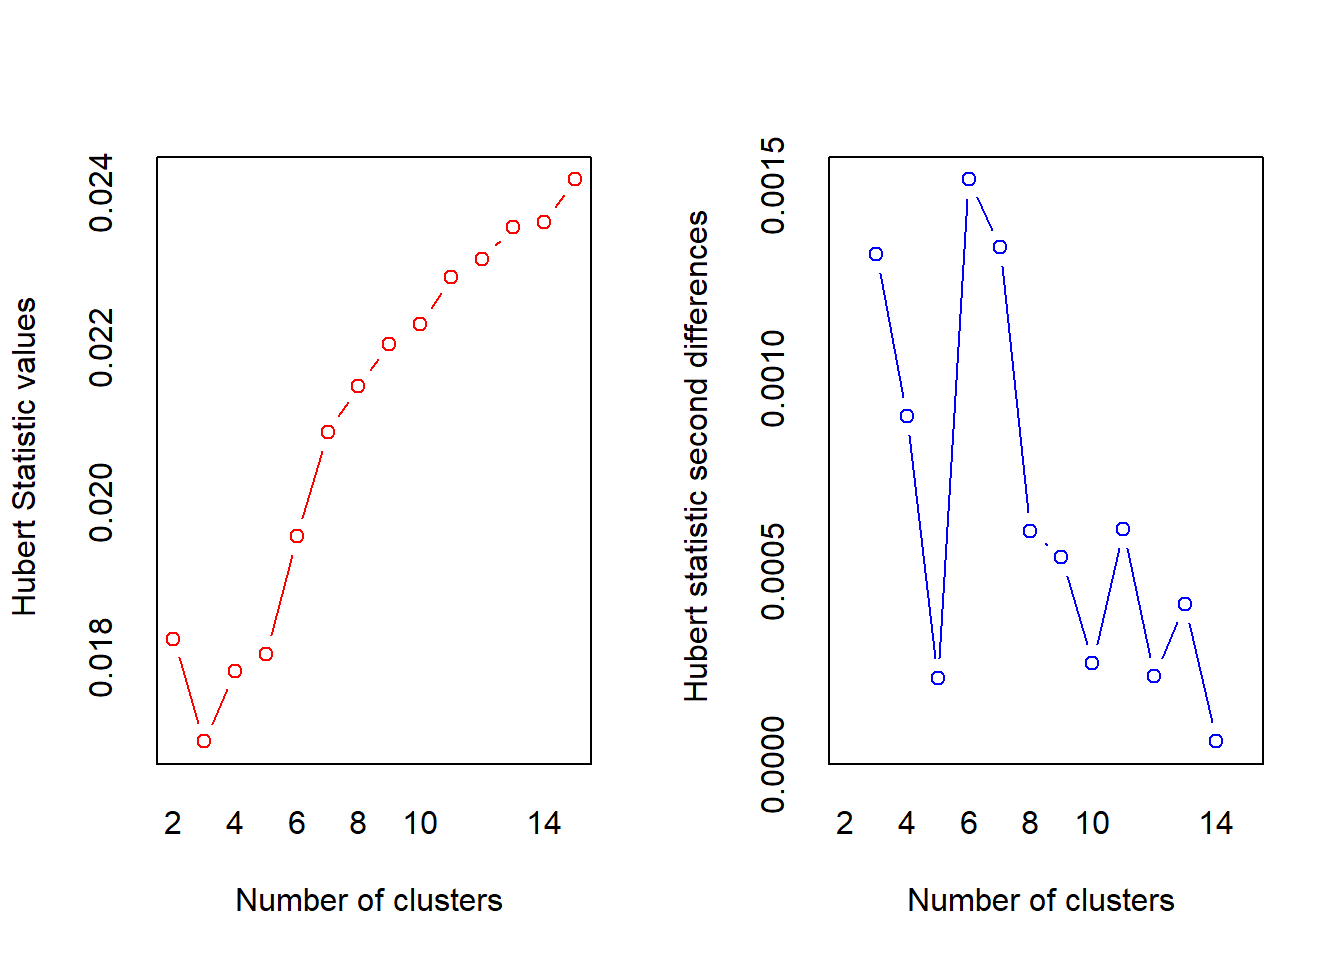 Hubert Statistic values
0.024
0.022
0.020
0.018
2 4 6 8 10 14
Number of clusters
Hubert statistic second differences
0.0015
0.0010
0.0005
0.0000
2 4 6 8 10 14
Number of clusters